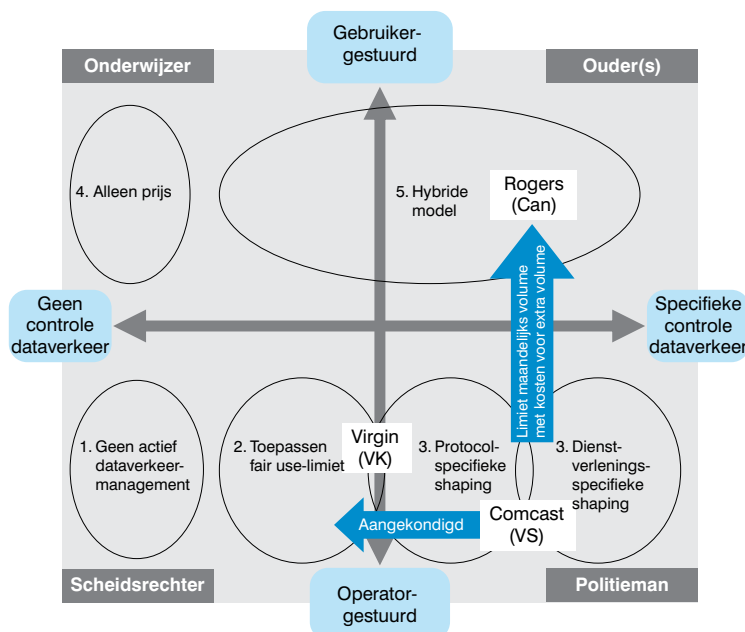 Gebruiker-
gestuurd
Onderwijzer
Ouder(s)
4. Alleen prijs
5. Hybride
model
Rogers
(Can)
Geen
controle
dataverkeer
Specifieke
controle
dataverkeer
Limiet maandelijks volume
met kosten voor extra volume
1. Geen actief
dataverkeer-
management
2. Toepassen
fair use-limiet
Virgin
(VK)
3. Protocol-
specifieke
shaping
3. Dienst-
verlenings-
specifieke
shaping
Aangekondigd
Comcast
(VS)
Scheidsrechter
Politieman
Operator-
gestuurd